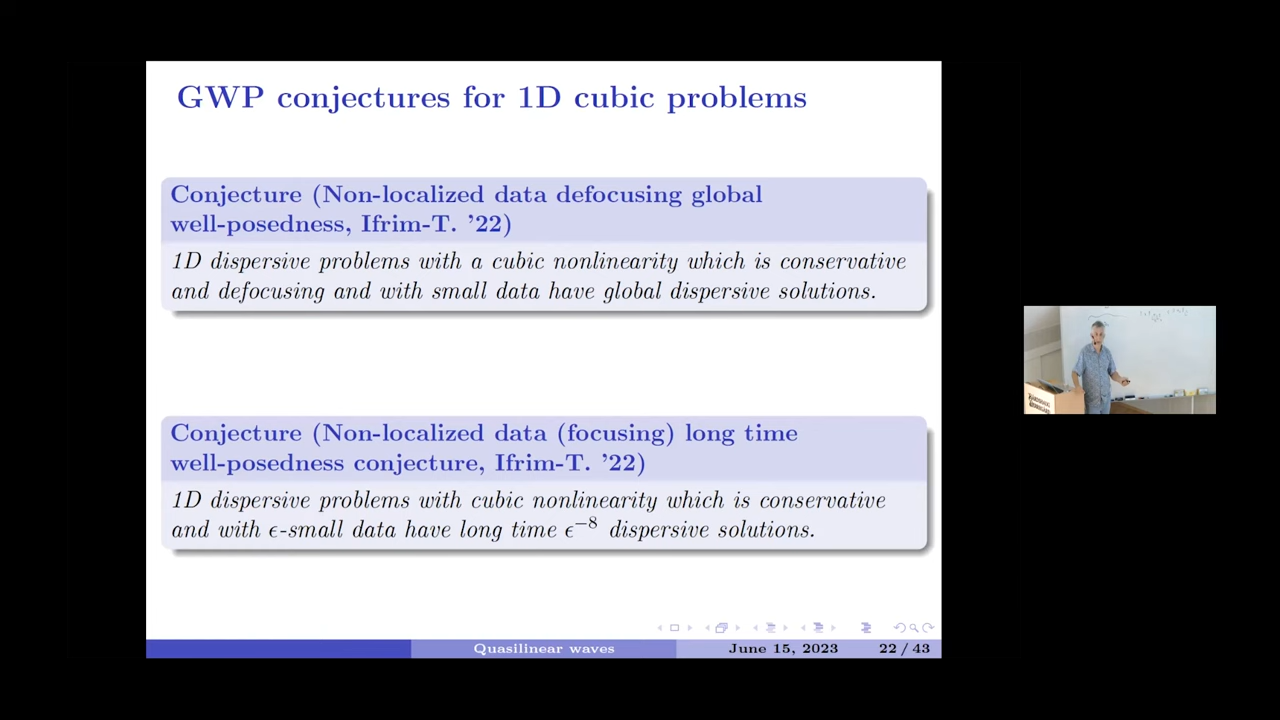 GWP conjectures for 1D cubic problems
Conjecture (Non-localized data defocusing global
well-posedness, Ifrim-T. '22)
1D dispersive problems with a cubic nonlinearity which is conservative
and defocusing and with small data have global dispersive solutions.
Conjecture (Non-localized data (focusing) long time
well-posedness conjecture, Ifrim-T. '22)
1D dispersive problems with cubic nonlinearity which is conservative
and with ϵ-small data have long time ϵ⁻⁸ dispersive solutions.
Quasilinear waves June 15, 2023 22 / 43